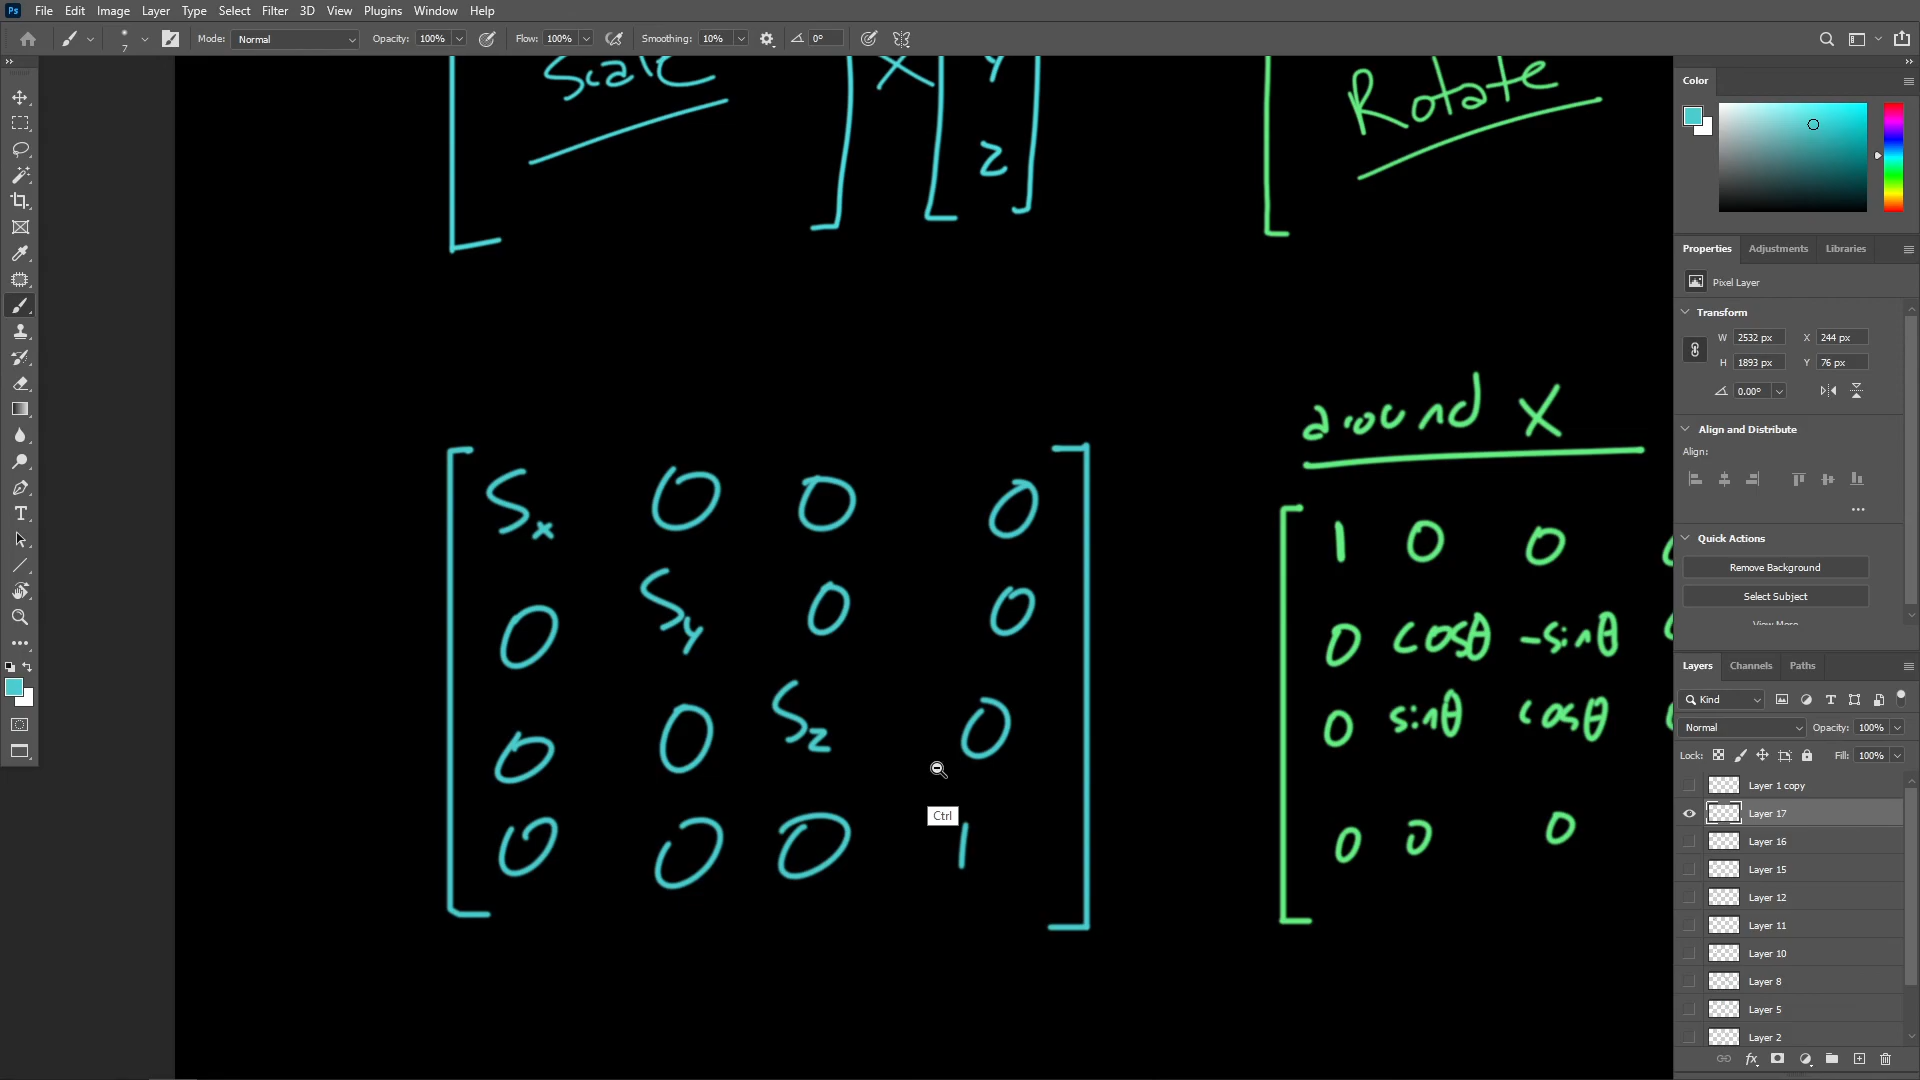 Ps File Edit Image Layer Type Select Filter 3D View Plugins Window Help
7 Mode: Normal Opacity: 100% Flow: 100% Smoothing: 10% 0°
Scale X Y
Z
Rotate
Sx 0 0 0
0 Sy 0 0
0 0 Sz 0
0 0 0 1
Ctrl
around X
1 0 0
0 cosθ -sinθ
0 sinθ cosθ
0 0 0
Color
Properties Adjustments Libraries
Pixel Layer
Transform
W 2532 px X 244 px
H 1893 px Y 76 px
0.00°
Align and Distribute
Align:
Quick Actions
Remove Background
Select Subject
View More
Layers Channels Paths
Kind
Normal Opacity: 100%
Lock: Fill: 100%
Layer 1 copy
Layer 17
Layer 16
Layer 15
Layer 12
Layer 11
Layer 10
Layer 8
Layer 5
Layer 2
fx